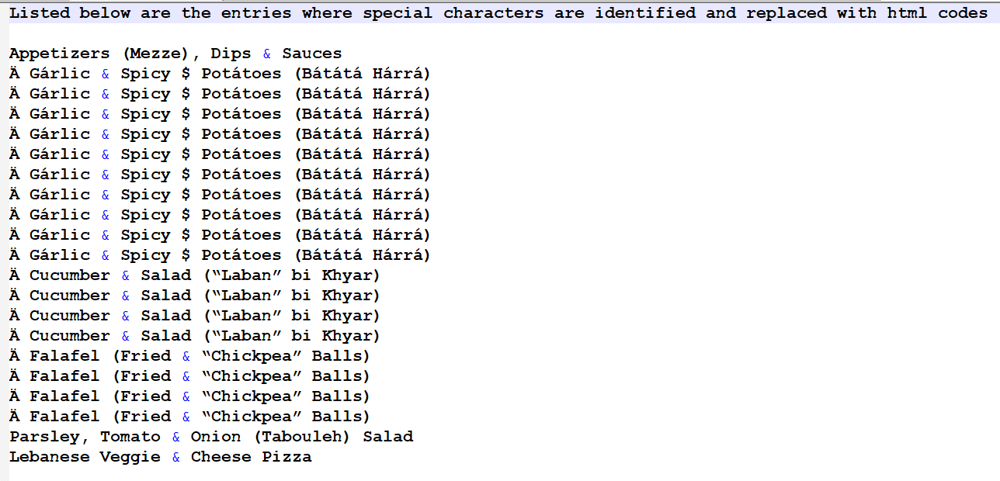 Listed below are the entries where special characters are identified and replaced with html codes
Appetizers (Mezze), Dips & Sauces
Ä Gárlic & Spicy $ Potátoes (Bátátá Hárrá)
Ä Gárlic & Spicy $ Potátoes (Bátátá Hárrá)
Ä Gárlic & Spicy $ Potátoes (Bátátá Hárrá)
Ä Gárlic & Spicy $ Potátoes (Bátátá Hárrá)
Ä Gárlic & Spicy $ Potátoes (Bátátá Hárrá)
Ä Gárlic & Spicy $ Potátoes (Bátátá Hárrá)
Ä Gárlic & Spicy $ Potátoes (Bátátá Hárrá)
Ä Gárlic & Spicy $ Potátoes (Bátátá Hárrá)
Ä Gárlic & Spicy $ Potátoes (Bátátá Hárrá)
Ä Gárlic & Spicy $ Potátoes (Bátátá Hárrá)
Ä Cucumber & Salad (“Laban” bi Khyar)
Ä Cucumber & Salad (“Laban” bi Khyar)
Ä Cucumber & Salad (“Laban” bi Khyar)
Ä Cucumber & Salad (“Laban” bi Khyar)
Ä Falafel (Fried & “Chickpea” Balls)
Ä Falafel (Fried & “Chickpea” Balls)
Ä Falafel (Fried & “Chickpea” Balls)
Ä Falafel (Fried & “Chickpea” Balls)
Parsley, Tomato & Onion (Tabouleh) Salad
Lebanese Veggie & Cheese Pizza